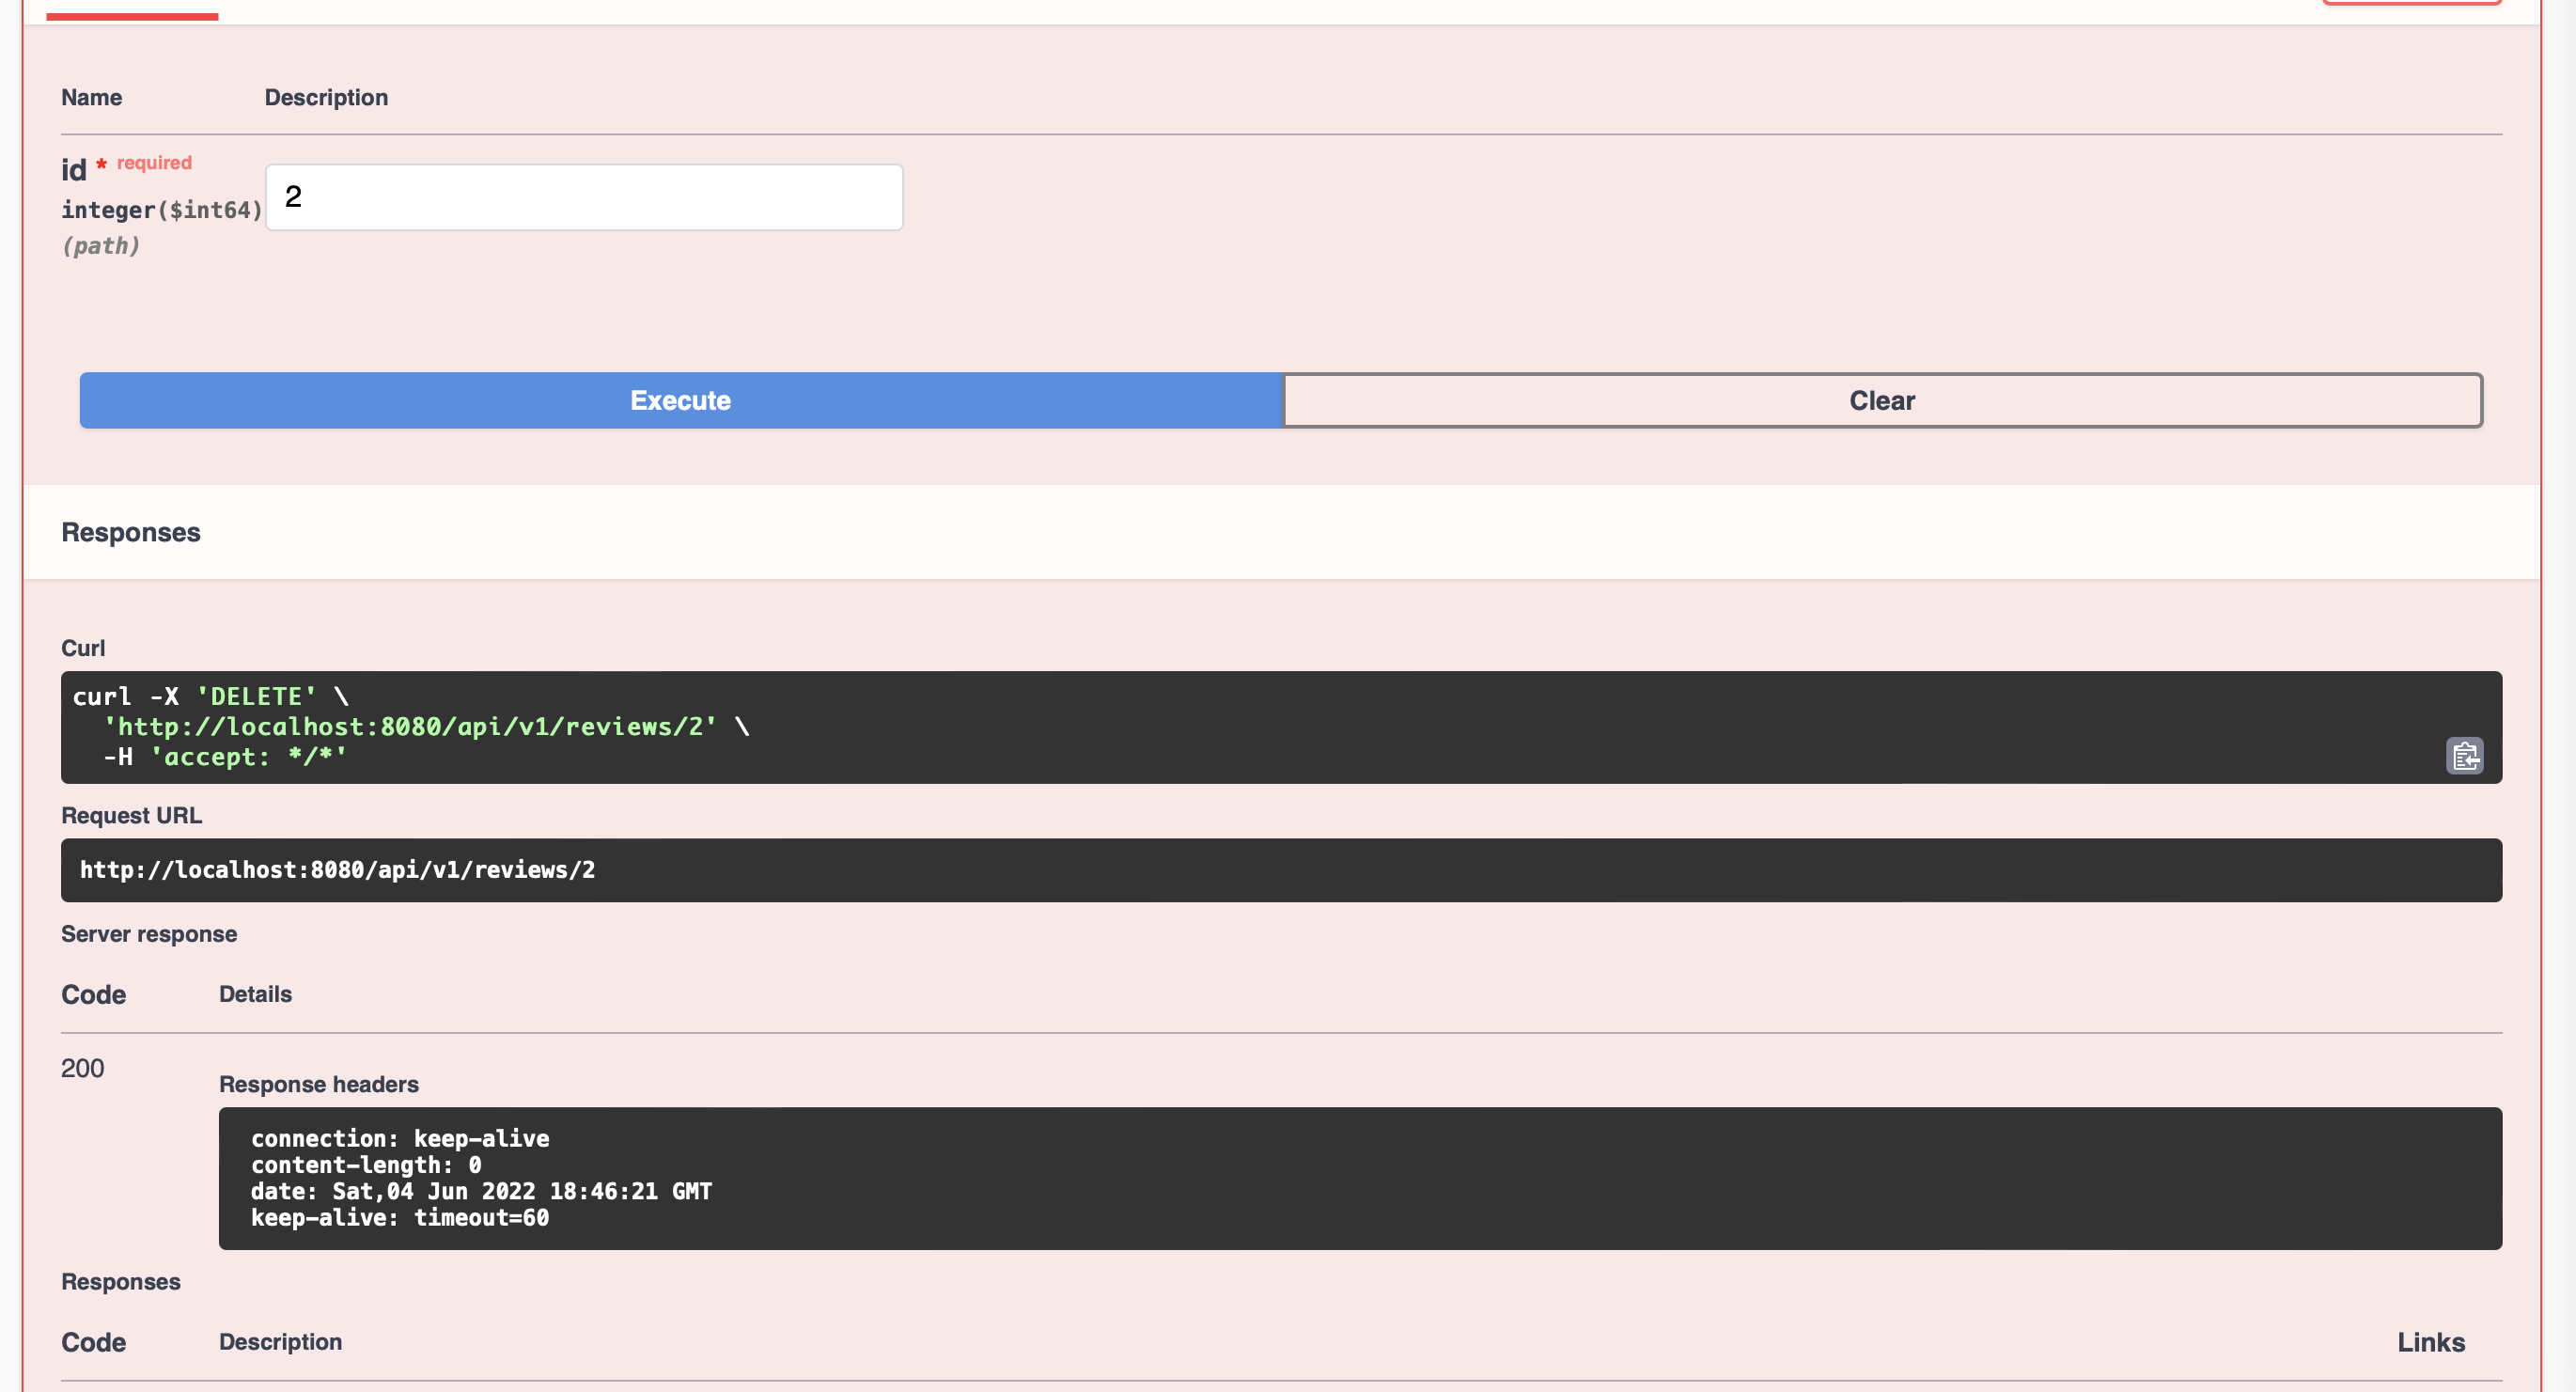 Name Description
id * required
2
integer($int64)
(path)
Execute Clear
Responses
Curl
curl -X 'DELETE' \
  'http://localhost:8080/api/v1/reviews/2' \
  -H 'accept: */*'
Request URL
http://localhost:8080/api/v1/reviews/2
Server response
Code Details
200
Response headers
connection: keep-alive
content-length: 0
date: Sat,04 Jun 2022 18:46:21 GMT
keep-alive: timeout=60
Responses
Code Description Links